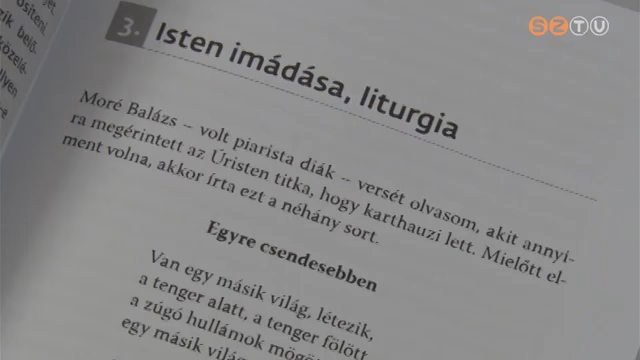 SZTV
3. Isten imádása, liturgia
Moré Balázs – volt piarista diák – versét olvasom, akit annyi-
ra megérintett az Úristen titka, hogy karthauzi lett. Mielőtt el-
ment volna, akkor írta ezt a néhány sort.
Egyre csendesebben
Van egy másik világ, létezik,
a tenger alatt, a tenger fölött
a zúgó hullámok
egy másik